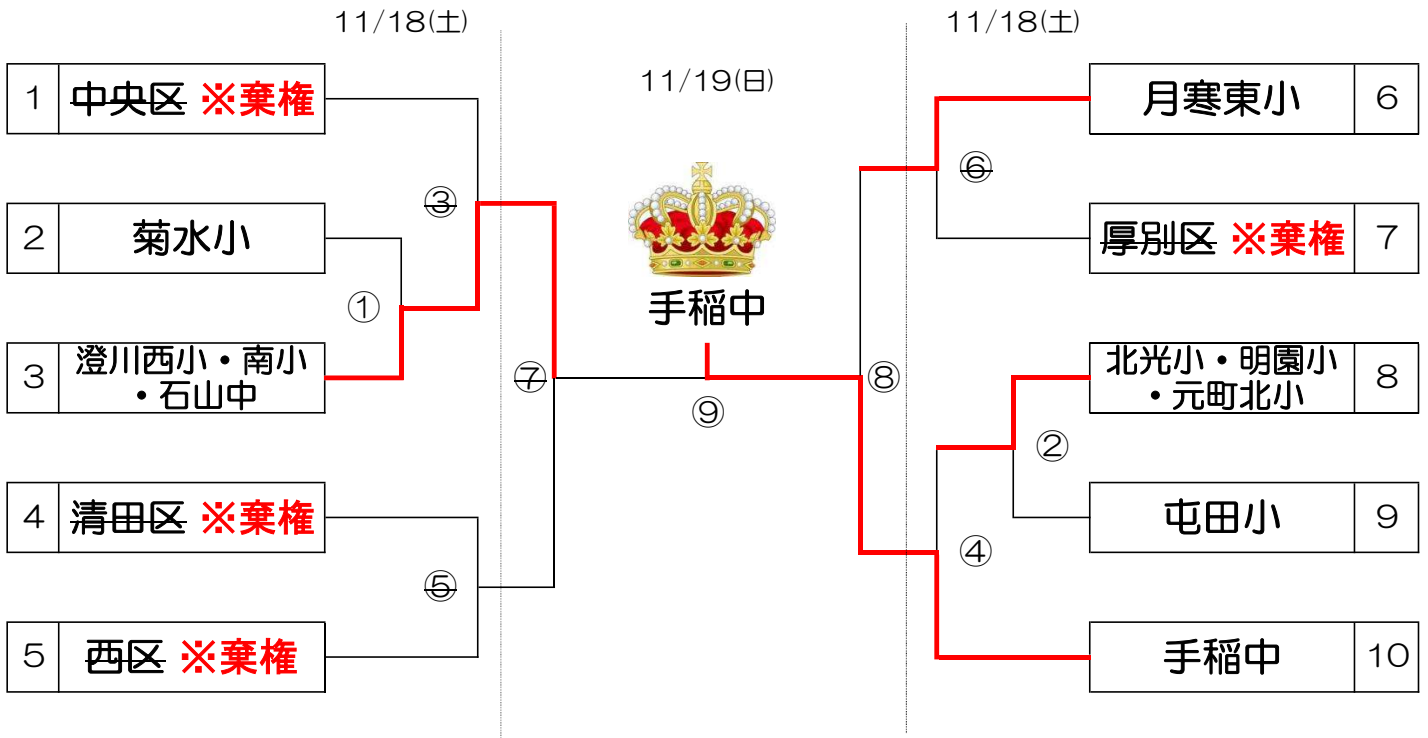 11/18(土)
11/19(日)
11/18(土)
1 中央区 ※棄権
2 菊水小
3 澄川西小・南小
・石山中
4 清田区 ※棄権
5 西区 ※棄権
③
①
⑦
⑤
手稲中
⑨
⑧
⑥
②
④
月寒東小 6
厚別区 ※棄権 7
北光小・明園小 8
・元町北小
屯田小 9
手稲中 10